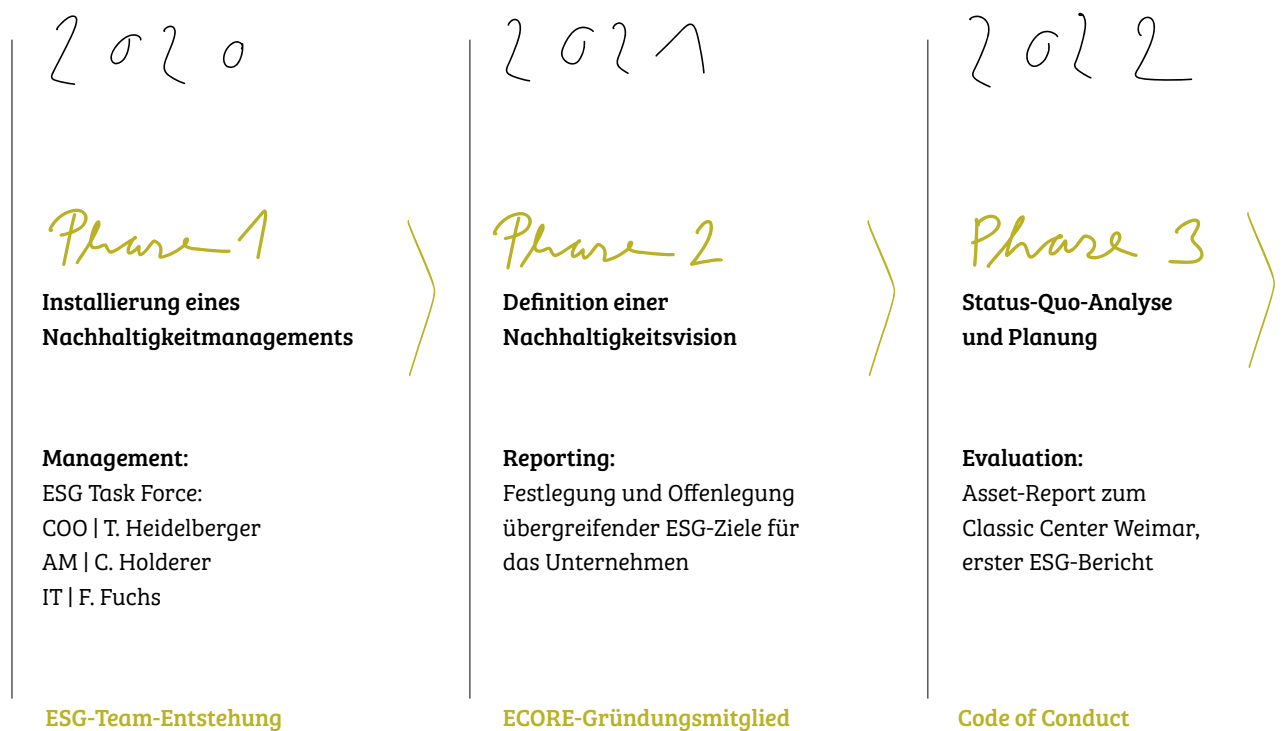 2020
Phase 1
Installierung eines
Nachhaltigkeitmanagements
Management:
ESG Task Force:
COO | T. Heidelberger
AM | C. Holderer
IT | F. Fuchs
ESG-Team-Entstehung
2021
Phase 2
Definition einer
Nachhaltigkeitsvision
Reporting:
Festlegung und Offenlegung
übergreifender ESG-Ziele für
das Unternehmen
ECORE-Gründungsmitglied
2022
Phase 3
Status-Quo-Analyse
und Planung
Evaluation:
Asset-Report zum
Classic Center Weimar,
erster ESG-Bericht
Code of Conduct